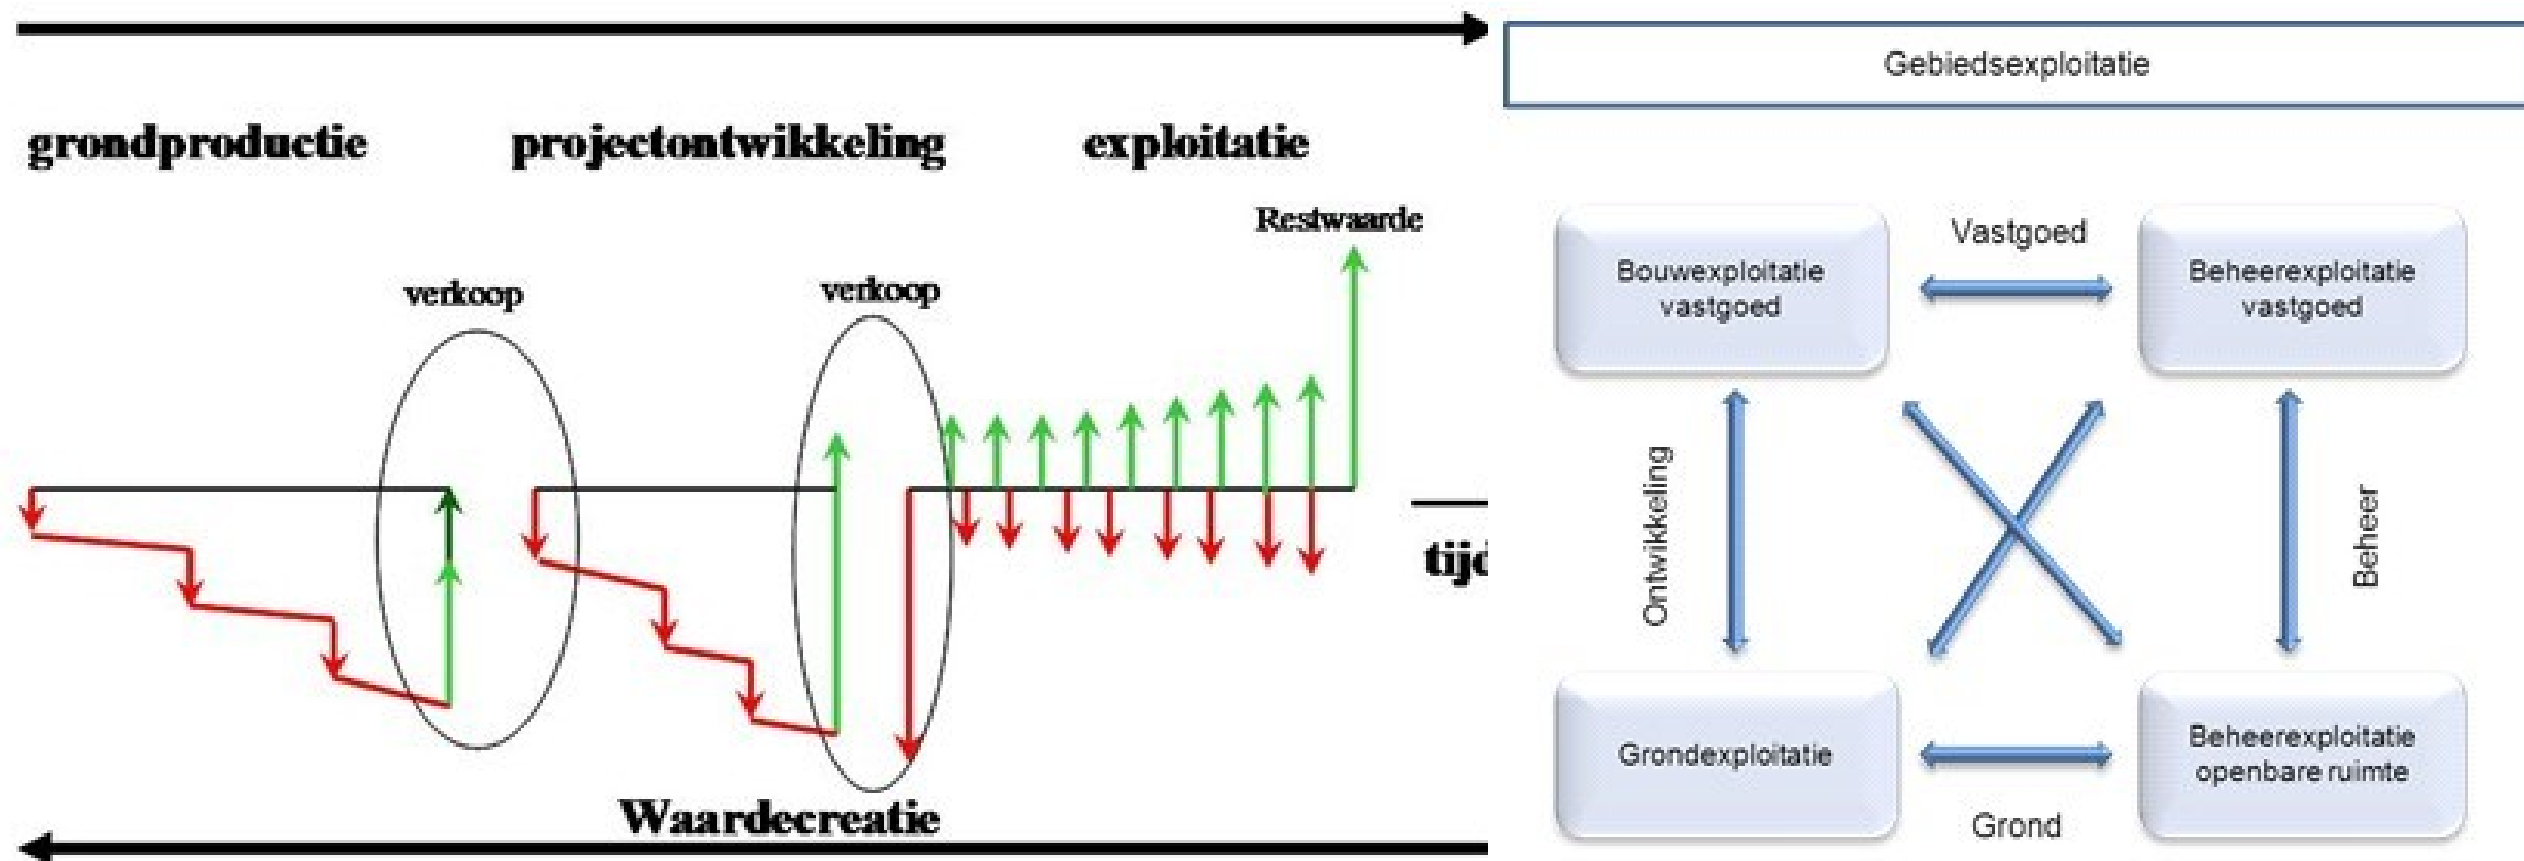 grondproductie
projectontwikkeling
exploitatie
Restwaarde
verkoop
verkoop
tijd
Waardecreatie
Gebiedsexploitatie
Bouwexploitatie
vastgoed
Vastgoed
Beheerexploitatie
vastgoed
Ontwikkeling
Beheer
Grondexploitatie
Grond
Beheerexploitatie
openbare ruimte